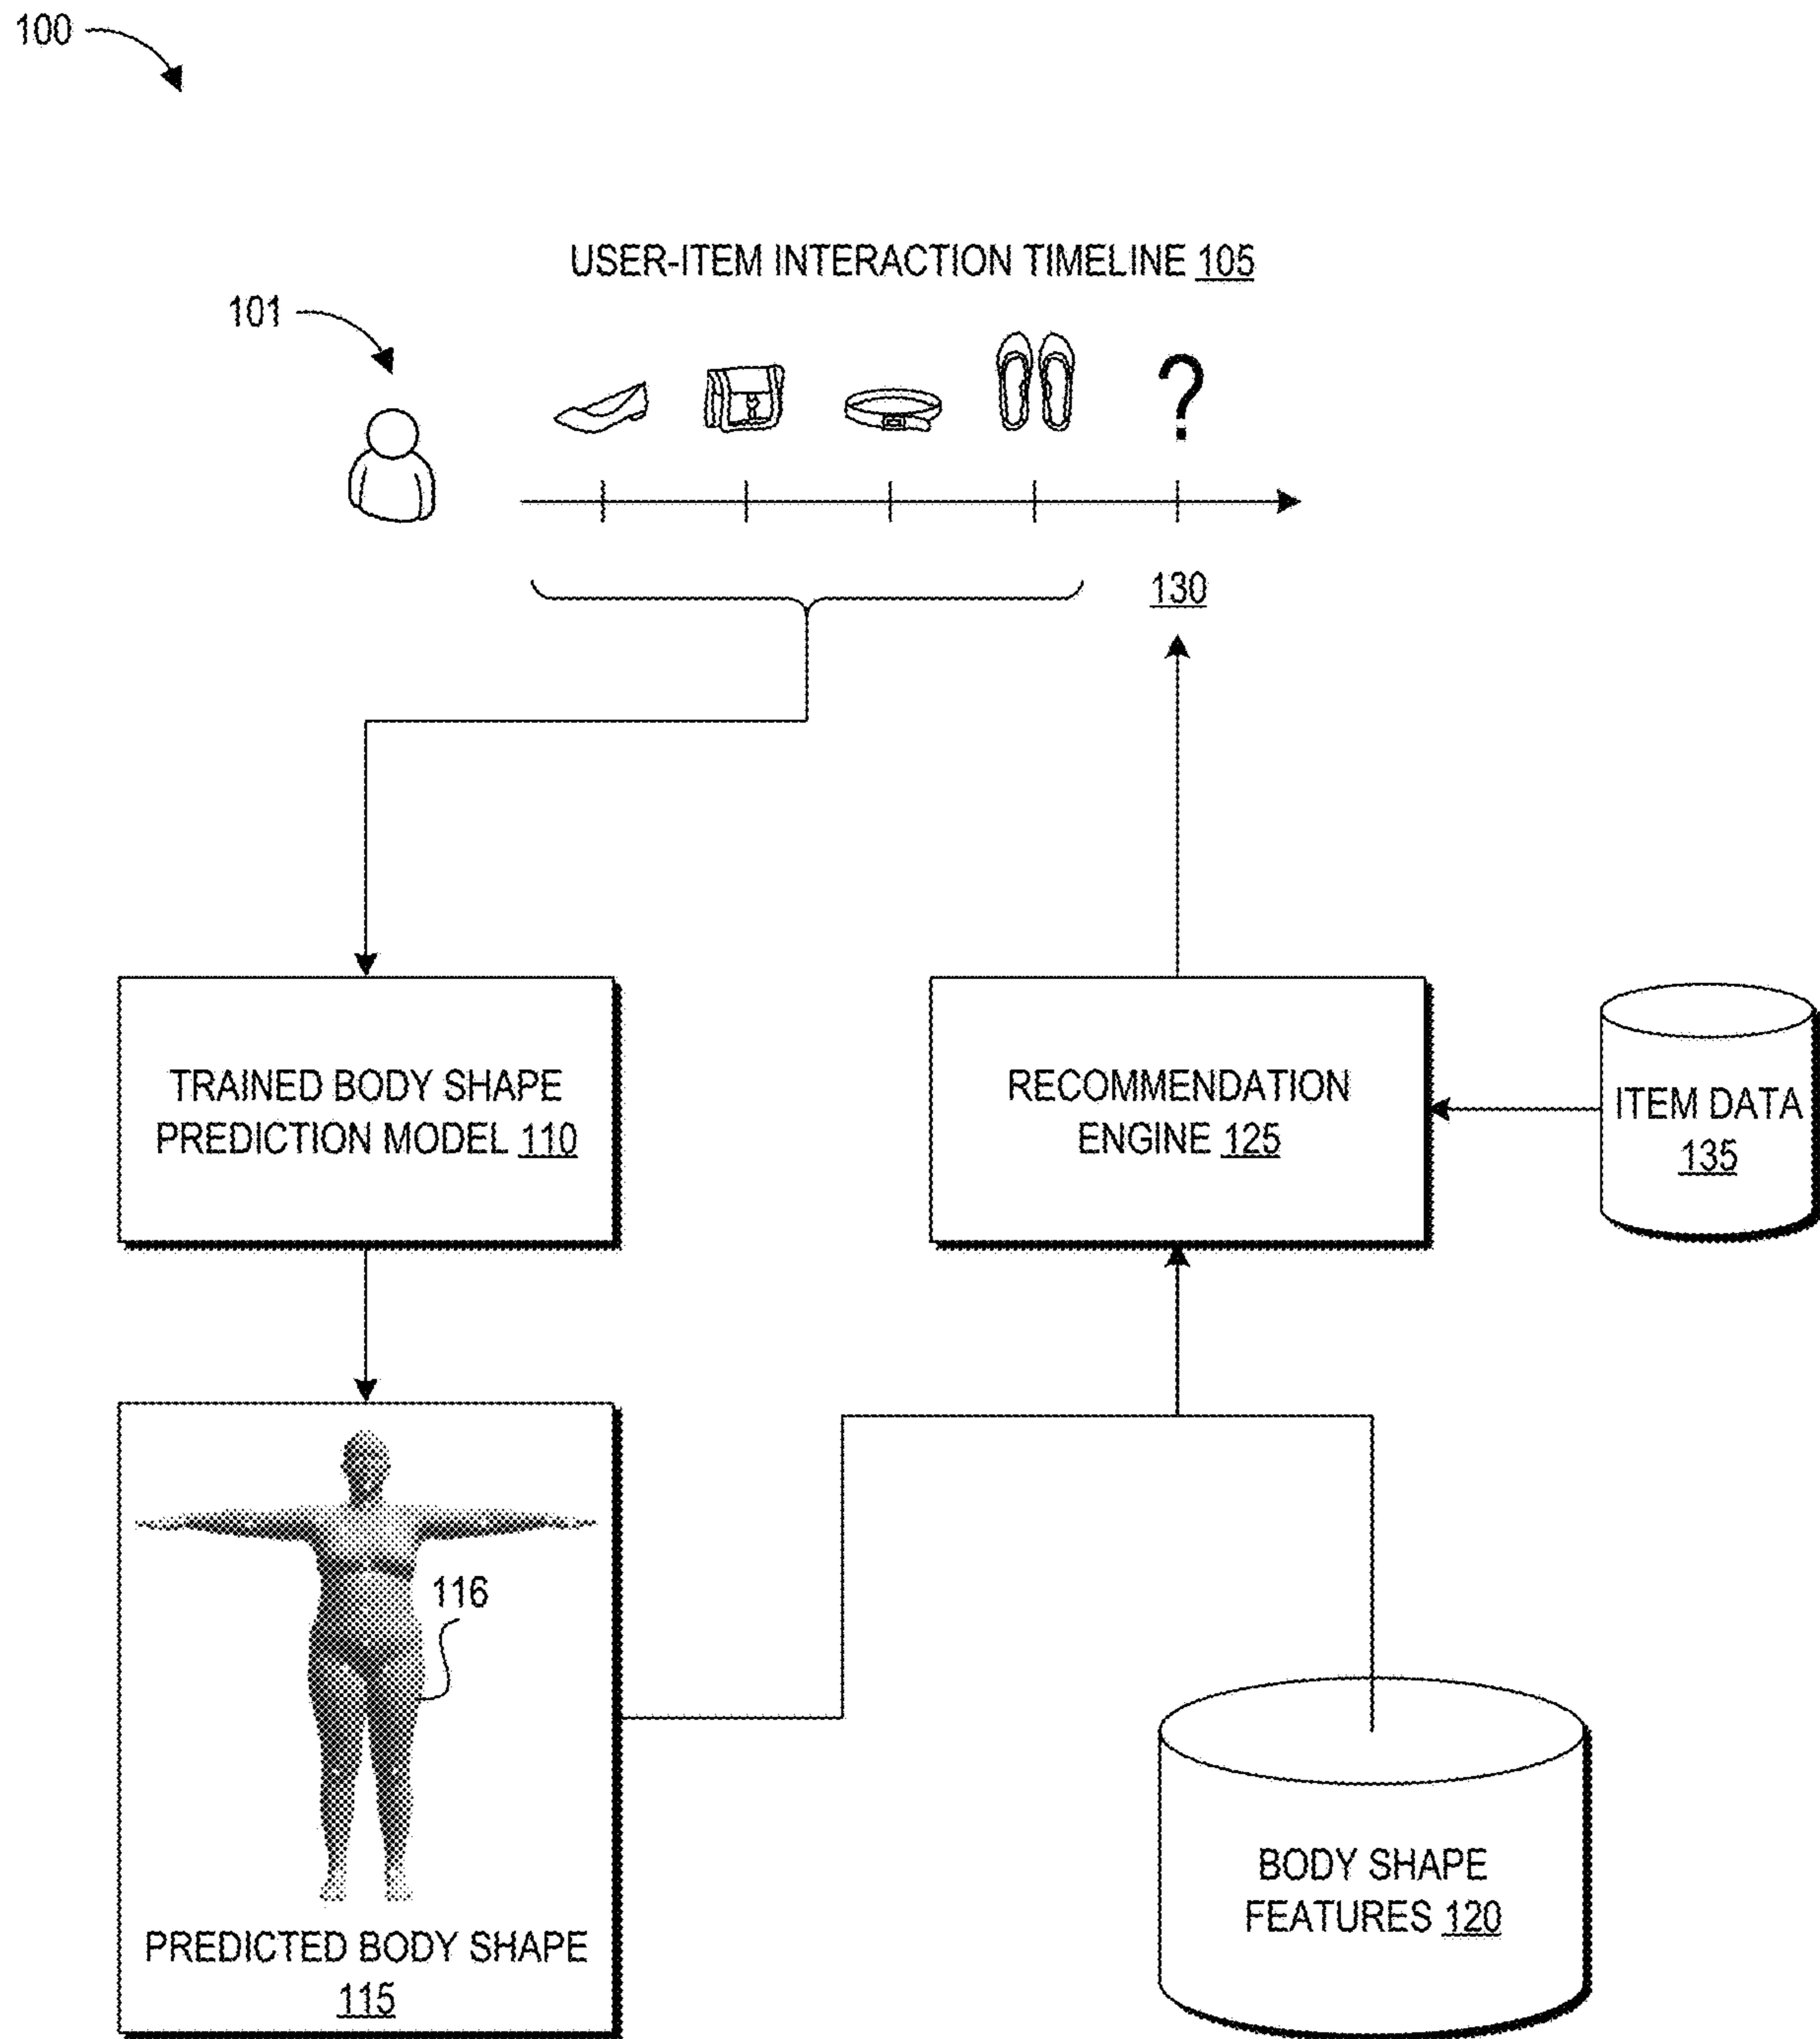 100
USER-ITEM INTERACTION TIMELINE 105
101
?
130
TRAINED BODY SHAPE
PREDICTION MODEL 110
RECOMMENDATION
ENGINE 125
ITEM DATA
135
116
PREDICTED BODY SHAPE
115
BODY SHAPE
FEATURES 120